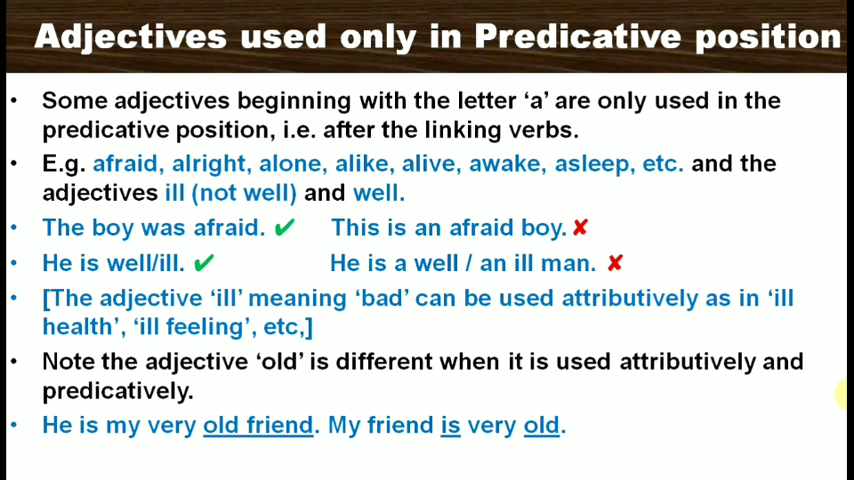 Adjectives used only in Predicative position
• Some adjectives beginning with the letter ‘a’ are only used in the
predicative position, i.e. after the linking verbs.
• E.g. afraid, alright, alone, alike, alive, awake, asleep, etc. and the
adjectives ill (not well) and well.
• The boy was afraid. ✔ This is an afraid boy. ✘
• He is well/ill. ✔ He is a well / an ill man. ✘
• [The adjective ‘ill’ meaning ‘bad’ can be used attributively as in ‘ill
health’, ‘ill feeling’, etc,]
• Note the adjective ‘old’ is different when it is used attributively and
predicatively.
• He is my very old friend. My friend is very old.